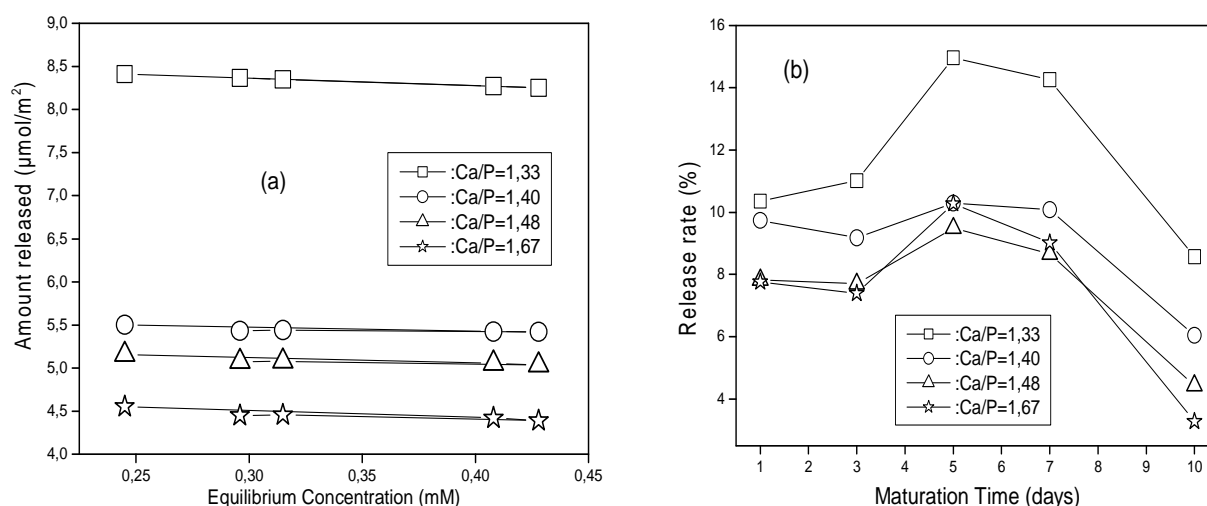 Amount released (μmol/m²)
9,0
8,5
8,0
7,5
7,0
6,5
6,0
5,5
5,0
4,5
4,0
(a)
:Ca/P=1,33
:Ca/P=1,40
:Ca/P=1,48
:Ca/P=1,67
0,25 0,30 0,35 0,40 0,45
Equilibrium Concentration (mM)
Release rate (%)
16
14
12
10
8
6
4
(b)
:Ca/P=1,33
:Ca/P=1,40
:Ca/P=1,48
:Ca/P=1,67
1 2 3 4 5 6 7 8 9 10
Maturation Time (days)